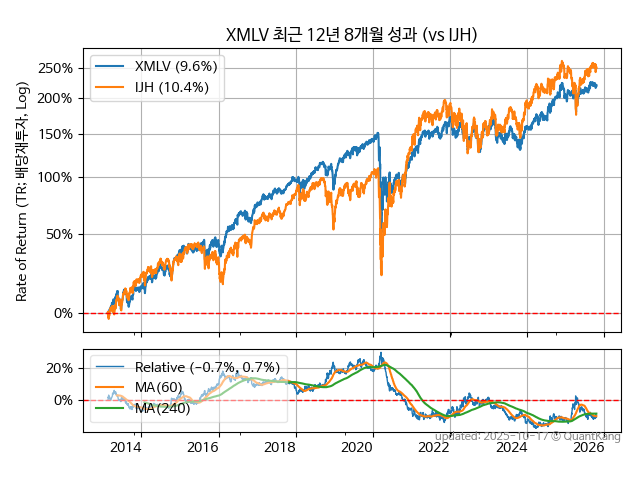 XMLV 최근 12년 8개월 성과 (vs IJH)
Rate of Return (TR; 배당재투자, Log)
250%
200%
150%
100%
50%
0%
XMLV (9.6%)
IJH (10.4%)
20%
0%
Relative (−0.7%, 0.7%)
MA(60)
MA(240)
updated: 2025-10-17 © QuantKang
2014 2016 2018 2020 2022 2024 2026